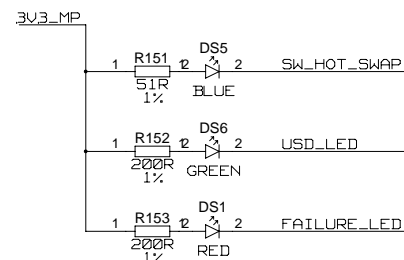 3V3_MP
R151 DS5
1 12 2 SW_HOT_SWAP
51R
1% BLUE
R152 DS6
1 12 2 USD_LED
200R
1% GREEN
R153 DS1
1 12 2 FAILURE_LED
200R
1% RED